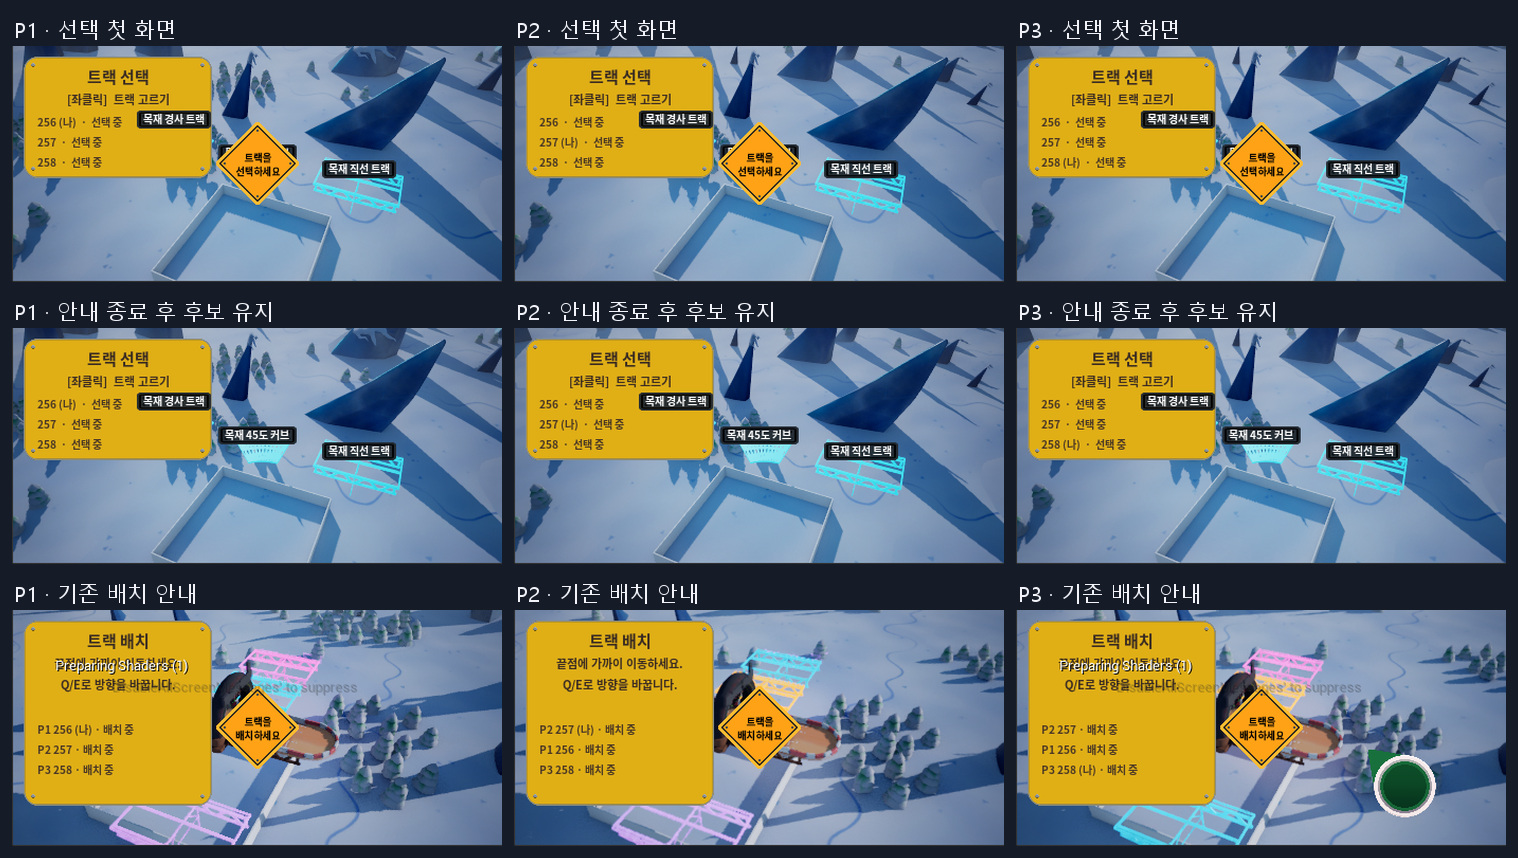 P1 · 선택 첫 화면
트랙 선택
[좌클릭] 트랙 고르기
256 (나) · 선택 중
목재 경사 트랙
257 · 선택 중
258 · 선택 중
트랙을
선택하세요
목재 직선 트랙
P2 · 선택 첫 화면
트랙 선택
[좌클릭] 트랙 고르기
256 · 선택 중
목재 경사 트랙
257 (나) · 선택 중
258 · 선택 중
트랙을
선택하세요
목재 직선 트랙
P3 · 선택 첫 화면
트랙 선택
[좌클릭] 트랙 고르기
256 · 선택 중
목재 경사 트랙
257 · 선택 중
258 (나) · 선택 중
트랙을
선택하세요
목재 직선 트랙
P1 · 안내 종료 후 후보 유지
트랙 선택
[좌클릭] 트랙 고르기
256 (나) · 선택 중
목재 경사 트랙
257 · 선택 중
258 · 선택 중
목재 45도 커브
목재 직선 트랙
P2 · 안내 종료 후 후보 유지
트랙 선택
[좌클릭] 트랙 고르기
256 · 선택 중
목재 경사 트랙
257 (나) · 선택 중
258 · 선택 중
목재 45도 커브
목재 직선 트랙
P3 · 안내 종료 후 후보 유지
트랙 선택
[좌클릭] 트랙 고르기
256 · 선택 중
목재 경사 트랙
257 · 선택 중
258 (나) · 선택 중
목재 45도 커브
목재 직선 트랙
P1 · 기존 배치 안내
트랙 배치
Preparing Shaders (1)
Q/E로 방향을 바꿉니다.
to suppress
트랙을
배치하세요
P1 256 (나) · 배치 중
P2 257 · 배치 중
P3 258 · 배치 중
P2 · 기존 배치 안내
트랙 배치
끝점에 가까이 이동하세요.
Q/E로 방향을 바꿉니다.
트랙을
배치하세요
P2 257 (나) · 배치 중
P1 256 · 배치 중
P3 258 · 배치 중
P3 · 기존 배치 안내
트랙 배치
Preparing Shaders (1)
Q/E로 방향을 바꿉니다.
to suppress
트랙을
배치하세요
P2 257 · 배치 중
P1 256 · 배치 중
P3 258 (나) · 배치 중